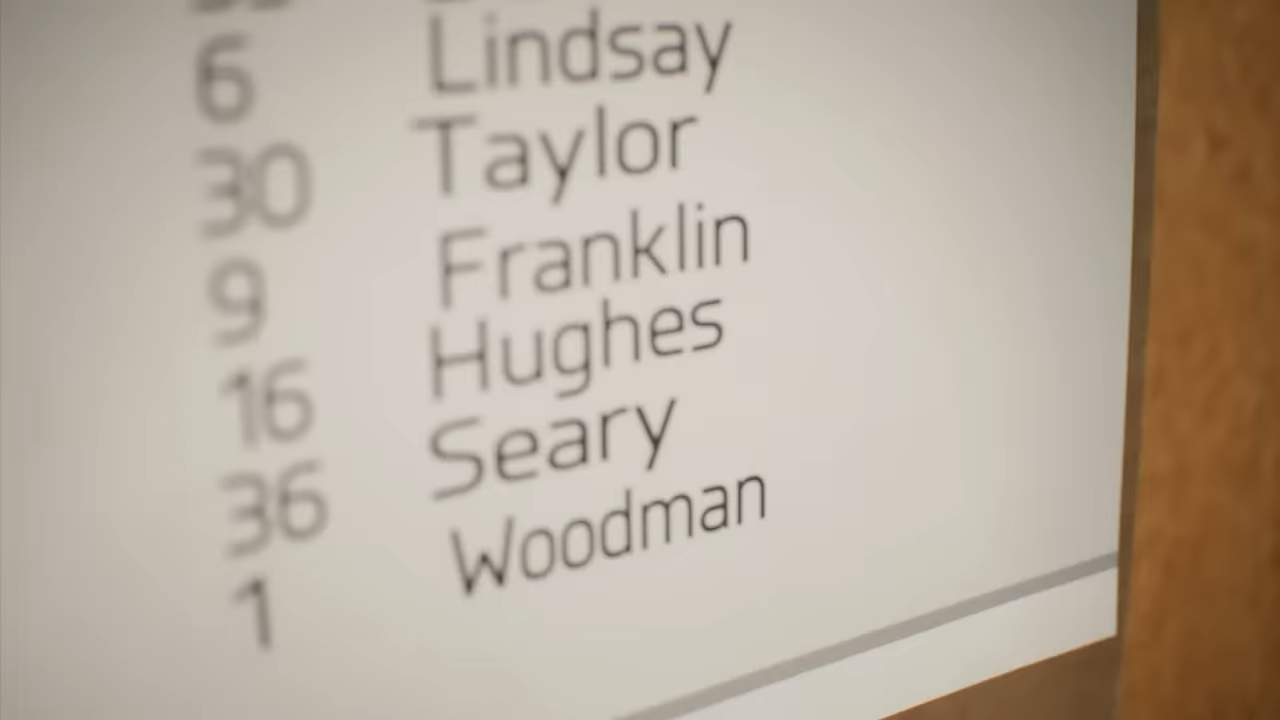 6 Lindsay
30 Taylor
9 Franklin
16 Hughes
36 Seary
1 Woodman